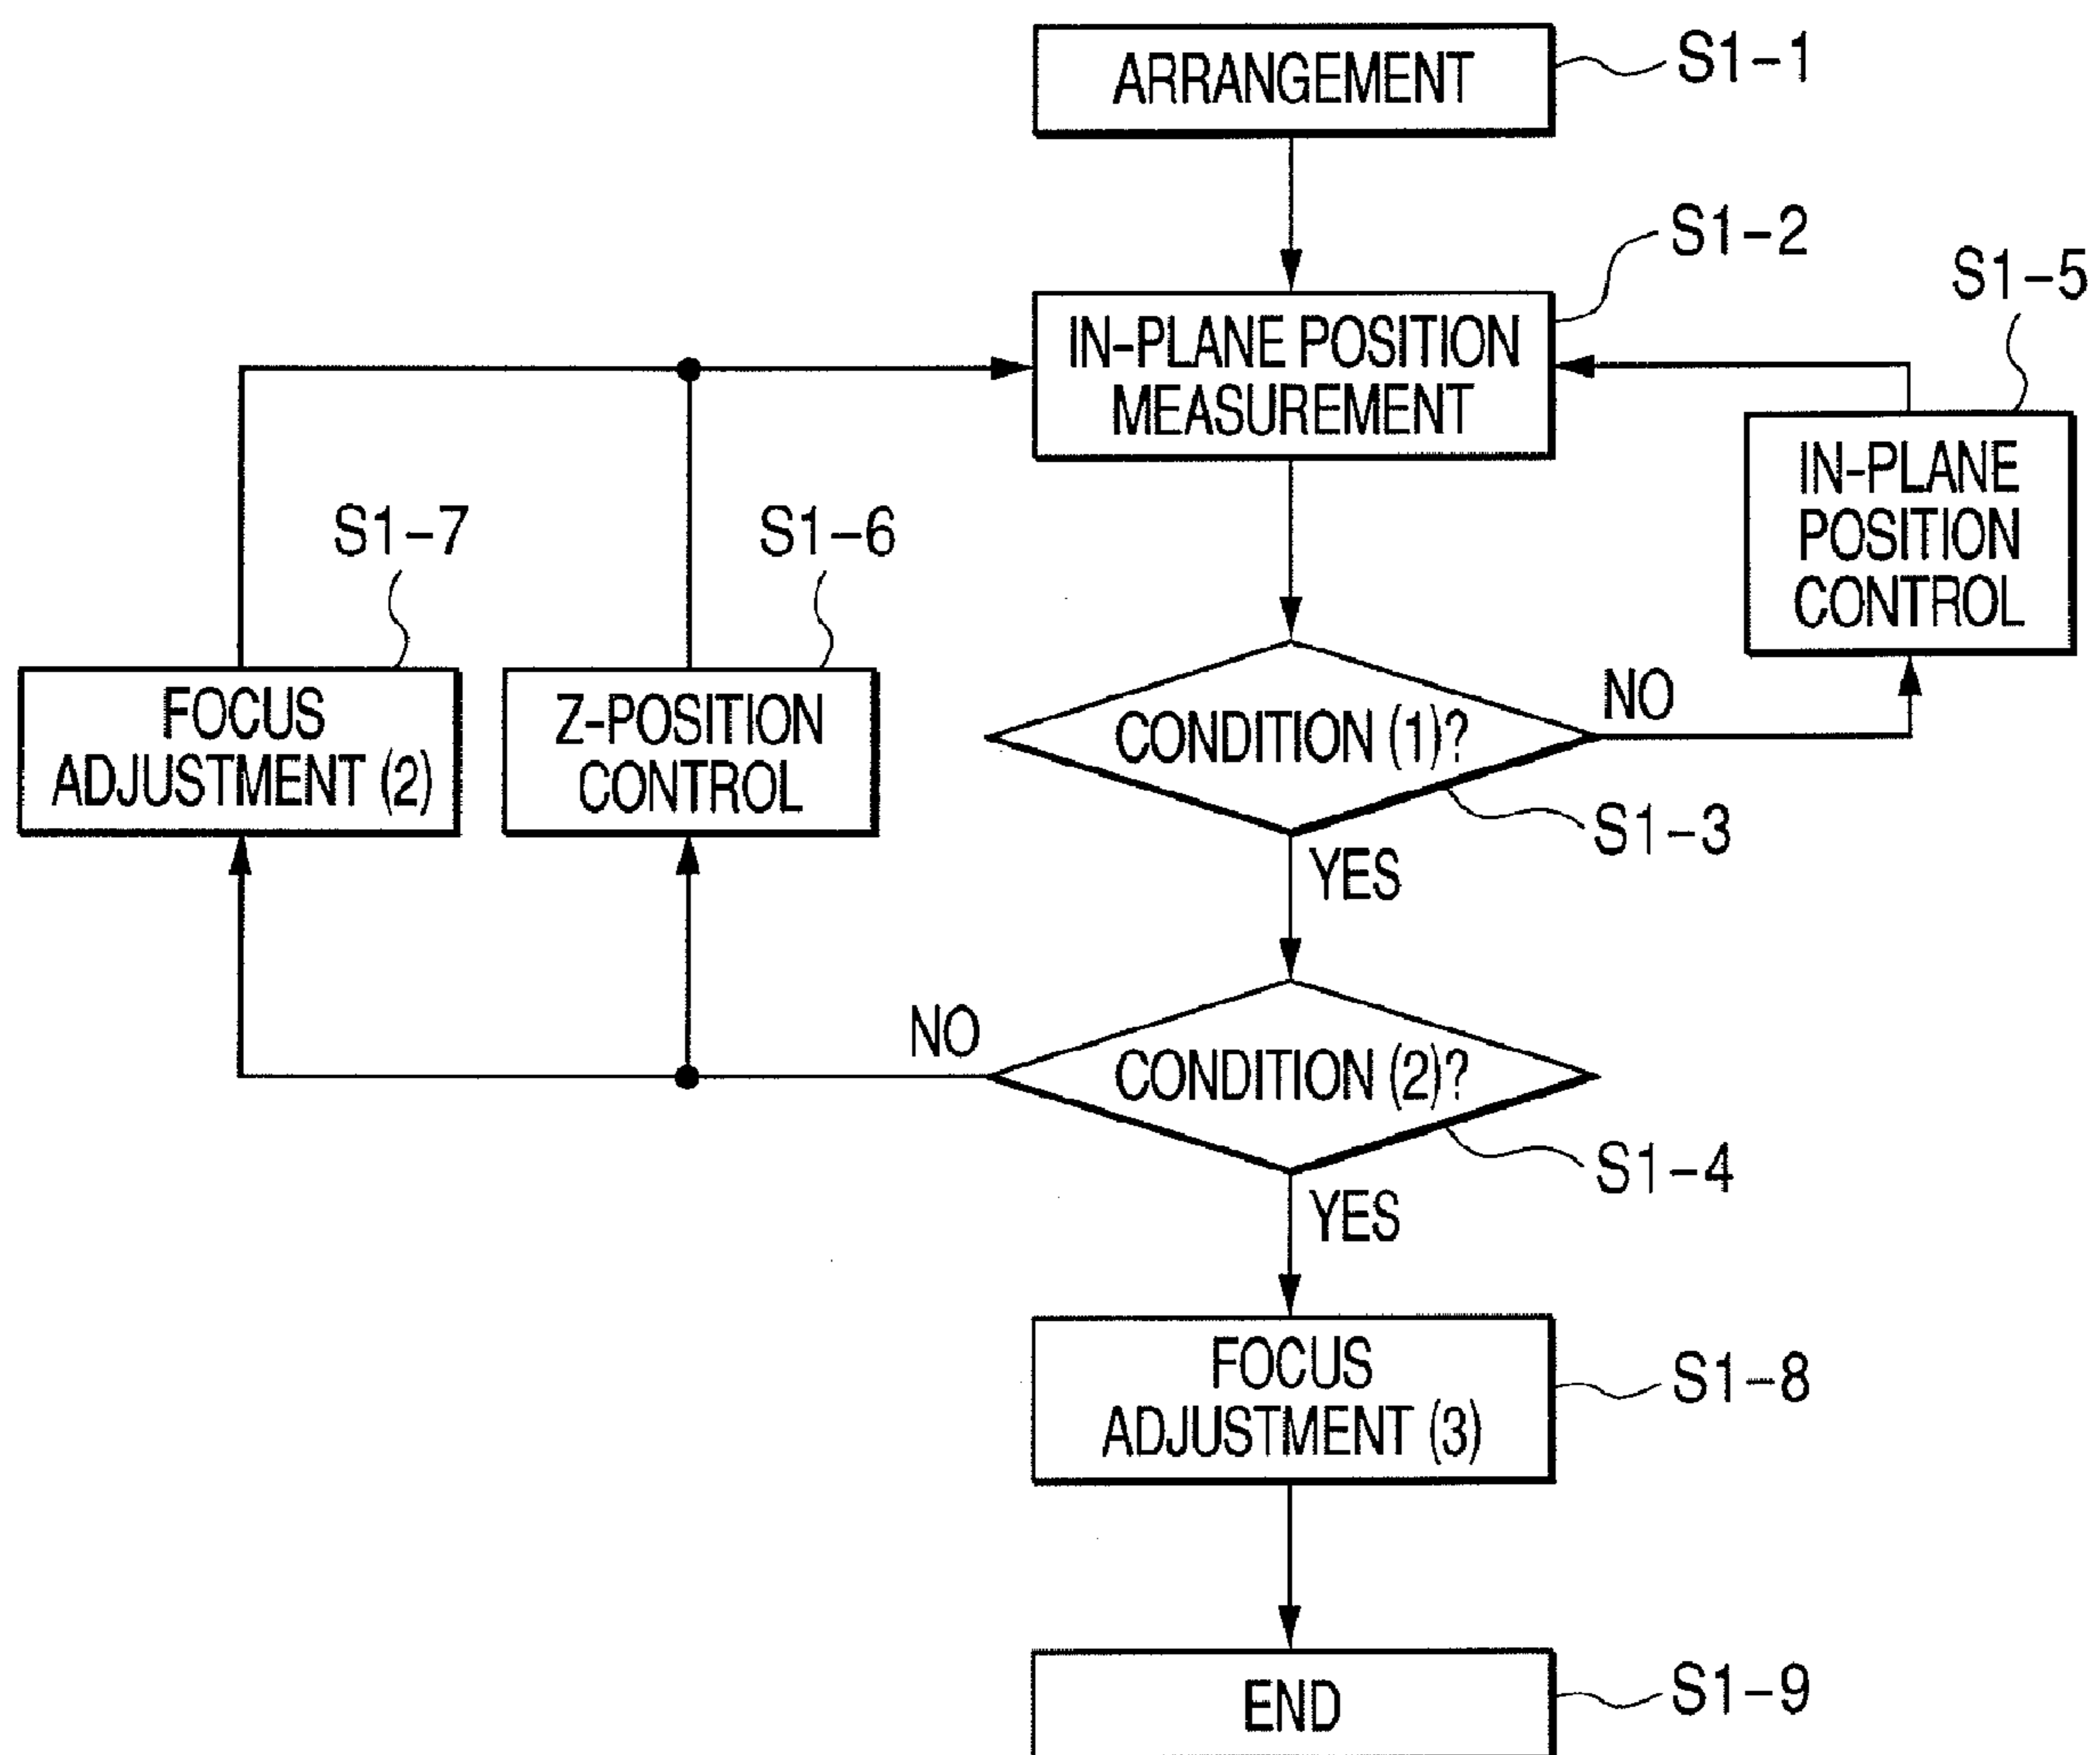 ARRANGEMENT
S1-1
IN-PLANE POSITION
MEASUREMENT
S1-2
S1-5
IN-PLANE
POSITION
CONTROL
S1-7
FOCUS
ADJUSTMENT (2)
S1-6
Z-POSITION
CONTROL
CONDITION (1)?
NO
S1-3
YES
NO
CONDITION (2)?
S1-4
YES
FOCUS
ADJUSTMENT (3)
S1-8
END
S1-9